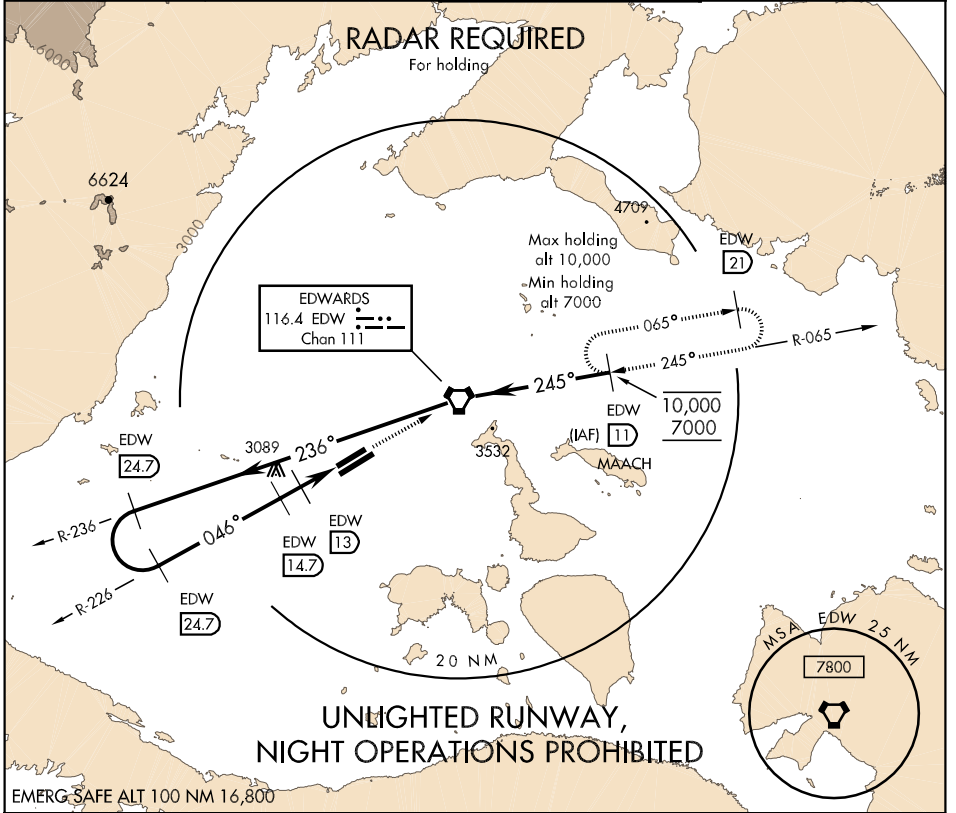 RADAR REQUIRED
For holding
6000
6624
3000
4709
Max holding
alt 10,000
Min holding
alt 7000
EDW
21
EDWARDS
116.4 EDW
Chan 111
065°
R-065
245°
245°
10,000
7000
EDW
(IAF) 11
MAACH
3532
EDW
24.7
3089
236°
R-236
046°
EDW
13
EDW
14.7
R-226
EDW
24.7
20 NM
MSA EDW 25 NM
7800
UNLIGHTED RUNWAY,
NIGHT OPERATIONS PROHIBITED
EMERG SAFE ALT 100 NM 16,800